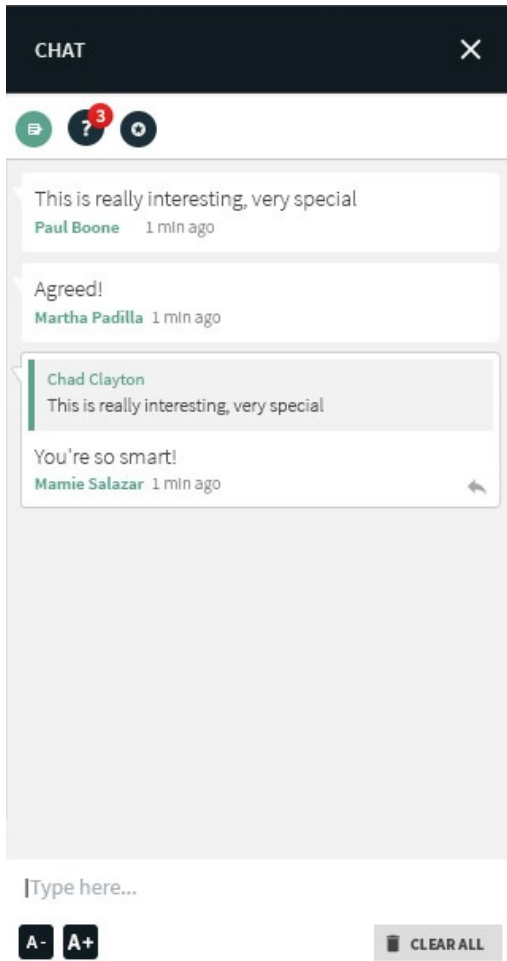 CHAT
? 3
This is really interesting, very special
Paul Boone 1 min ago
Agreed!
Martha Padilla 1 min ago
Chad Clayton
This is really interesting, very special
You're so smart!
Mamie Salazar 1 min ago
Type here...
A- A+ CLEAR ALL